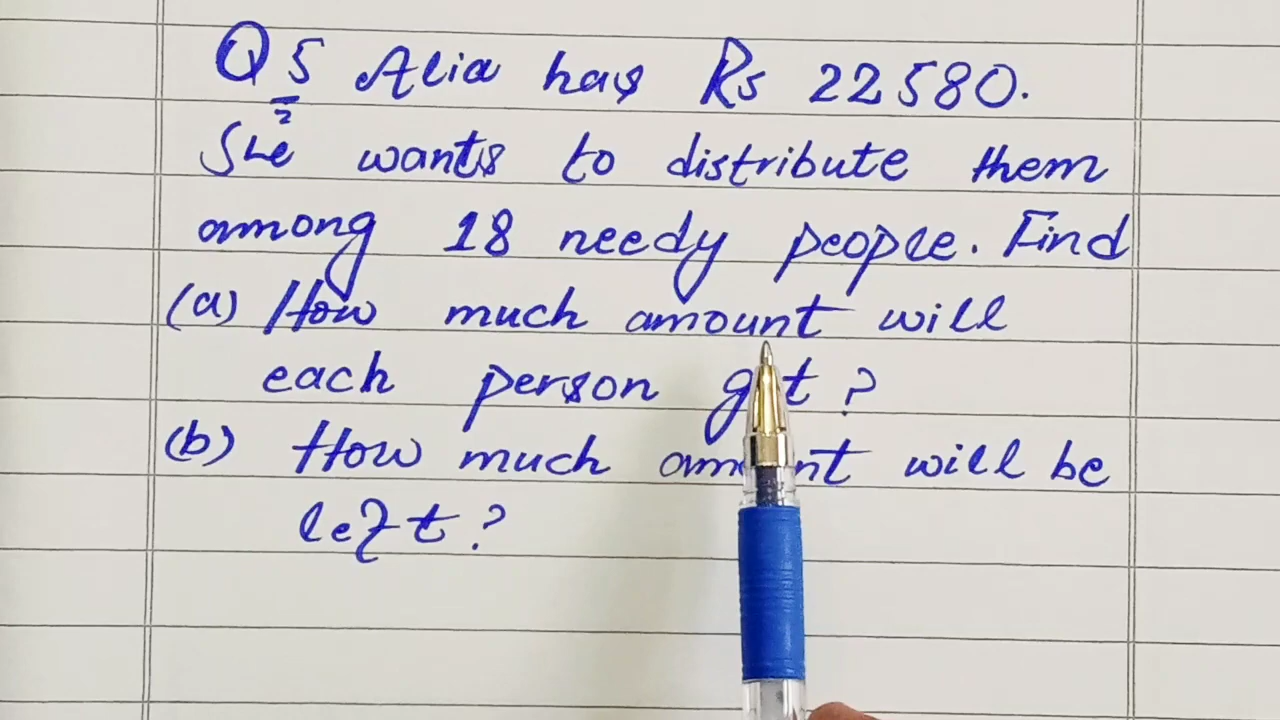 Q5 Alia has Rs 22580.
She wants to distribute them
among 18 needy people. Find
(a) How much amount will
each person get?
(b) How much amount will be
left?